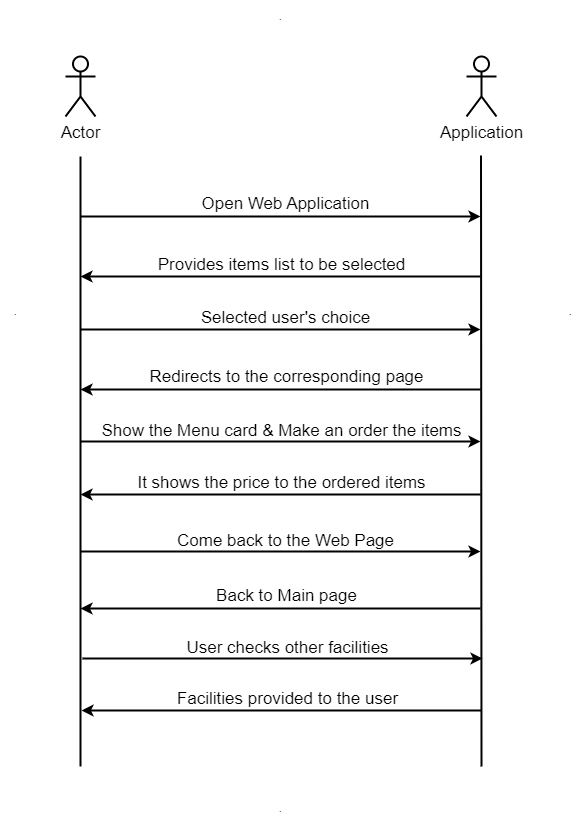 Actor
Application
Open Web Application
Provides items list to be selected
Selected user's choice
Redirects to the corresponding page
Show the Menu card & Make an order the items
It shows the price to the ordered items
Come back to the Web Page
Back to Main page
User checks other facilities
Facilities provided to the user